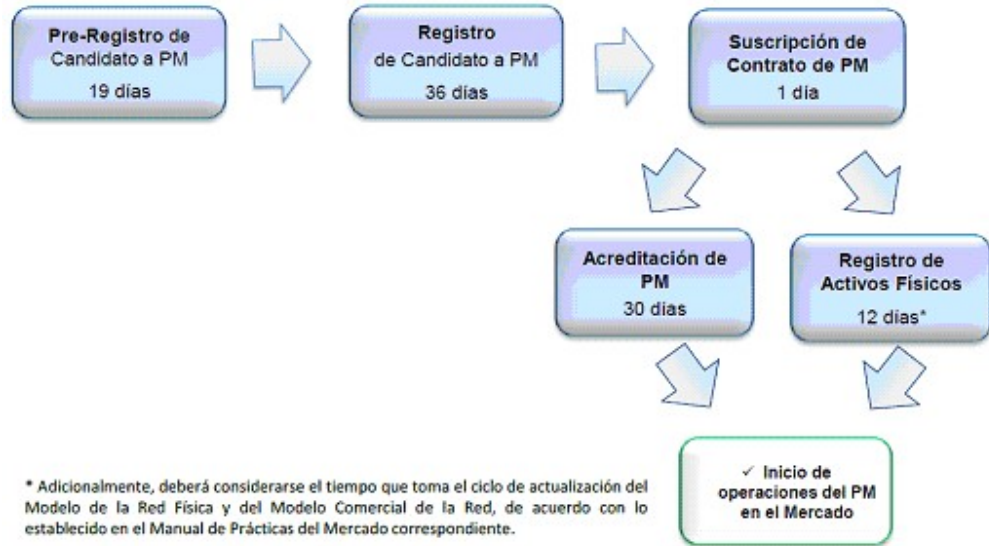 Pre-Registro de
Candidato a PM
19 días
Registro
de Candidato a PM
36 días
Suscripción de
Contrato de PM
1 día
Acreditación de
PM
30 días
Registro de
Activos Físicos
12 días*
✓ Inicio de
operaciones del PM
en el Mercado
* Adicionalmente, deberá considerarse el tiempo que toma el ciclo de actualización del
Modelo de la Red Física y del Modelo Comercial de la Red, de acuerdo con lo
establecido en el Manual de Prácticas del Mercado correspondiente.